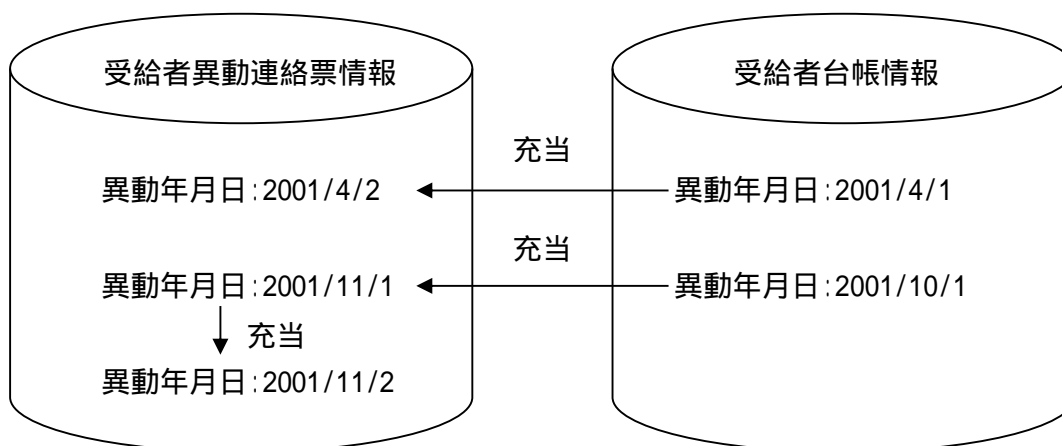 受給者異動連絡票情報
受給者台帳情報
充当
異動年月日:2001/4/2
異動年月日:2001/4/1
充当
異動年月日:2001/11/1
異動年月日:2001/10/1
充当
異動年月日:2001/11/2